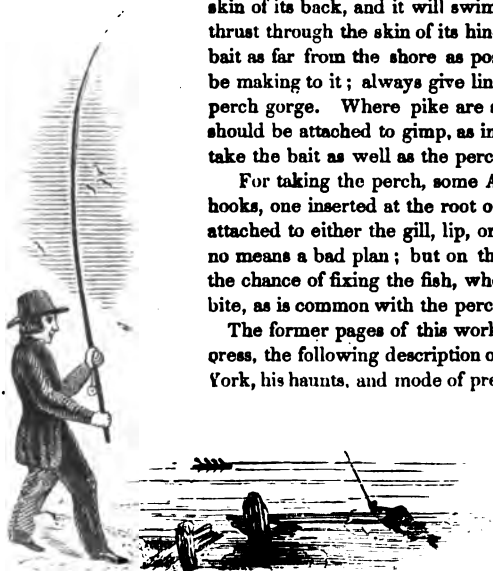 skin of its back, and it will swim
thrust through the skin of its hin
bait as far from the shore as pos
be making to it; always give lin
perch gorge. Where pike are s
should be attached to gimp, as in
take the bait as well as the perc
For taking the perch, some A
hooks, one inserted at the root o
attached to either the gill, lip, or
no means a bad plan; but on th
the chance of fixing the fish, whe
bite, as is common with the perc
The former pages of this work
press, the following description o
York, his haunts, and mode of pre